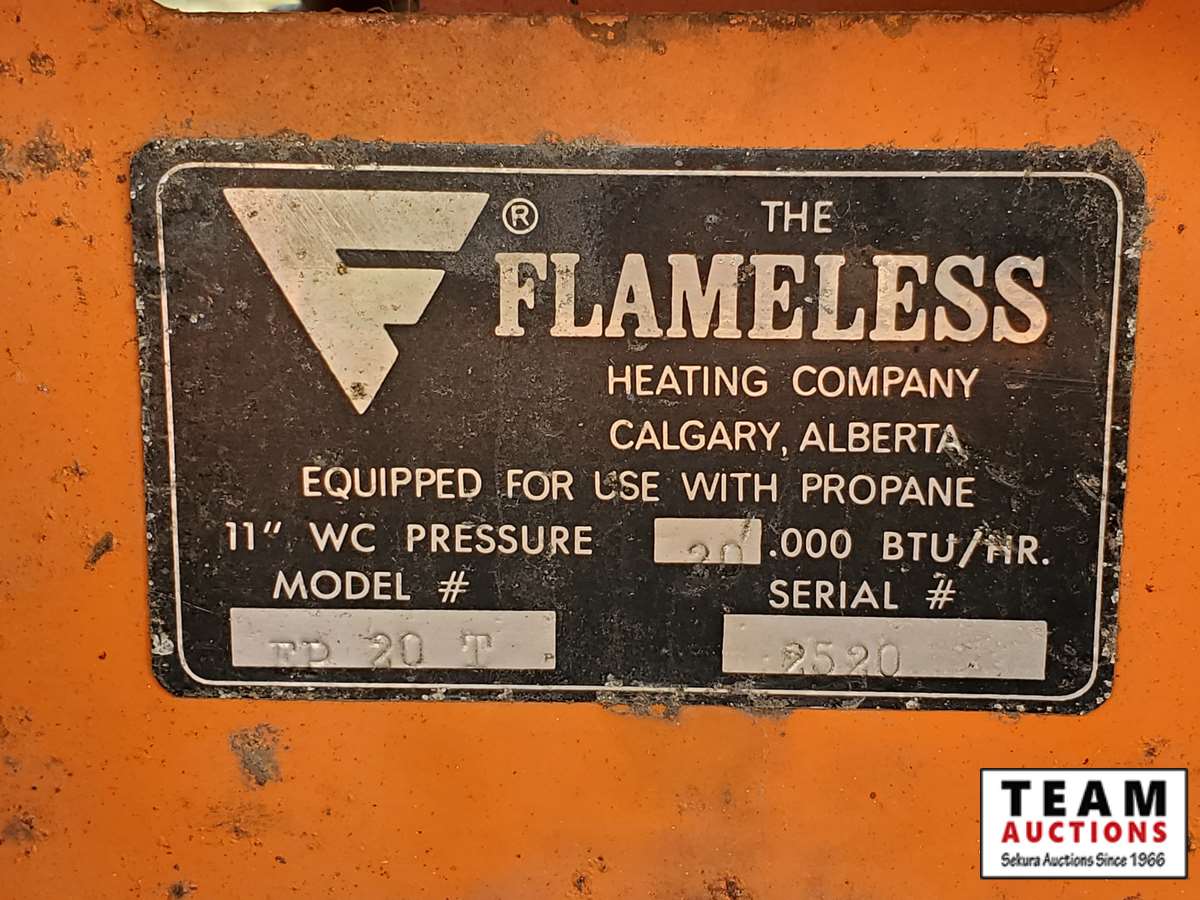 ®
THE
FLAMELESS
HEATING COMPANY
CALGARY, ALBERTA
EQUIPPED FOR USE WITH PROPANE
11" WC PRESSURE 20 .000 BTU/HR.
MODEL # SERIAL #
FP 20 T 2520
TEAM
AUCTIONS
Sekura Auctions Since 1966